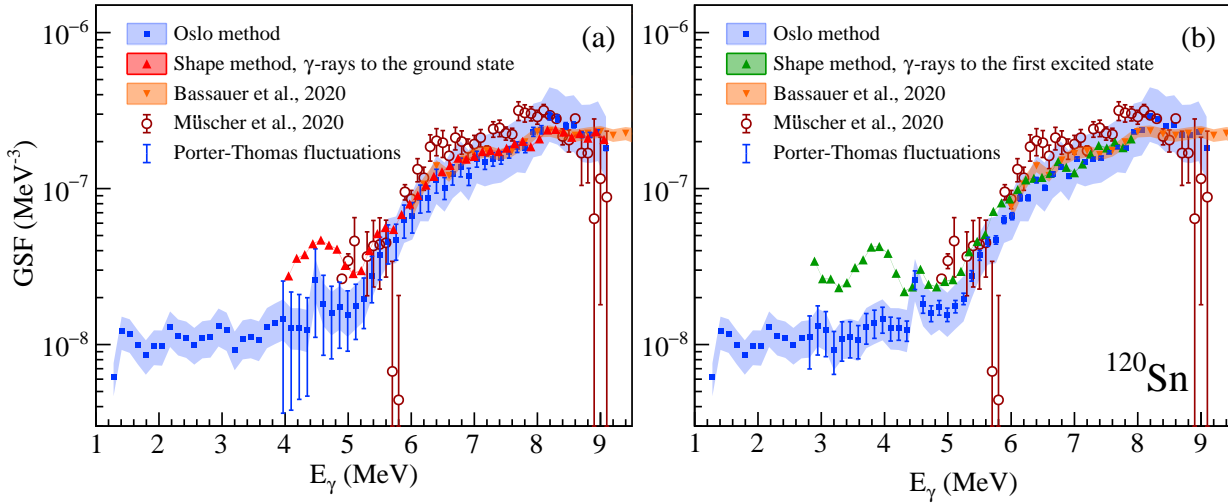 (a)
Oslo method
Shape method, γ-rays to the ground state
Bassauer et al., 2020
Müscher et al., 2020
Porter-Thomas fluctuations
GSF (MeV⁻³)
10⁻⁶
10⁻⁷
10⁻⁸
1 2 3 4 5 6 7 8 9
E_γ (MeV)
(b)
Oslo method
Shape method, γ-rays to the first excited state
Bassauer et al., 2020
Müscher et al., 2020
Porter-Thomas fluctuations
¹²⁰Sn
10⁻⁶
10⁻⁷
10⁻⁸
1 2 3 4 5 6 7 8 9
E_γ (MeV)